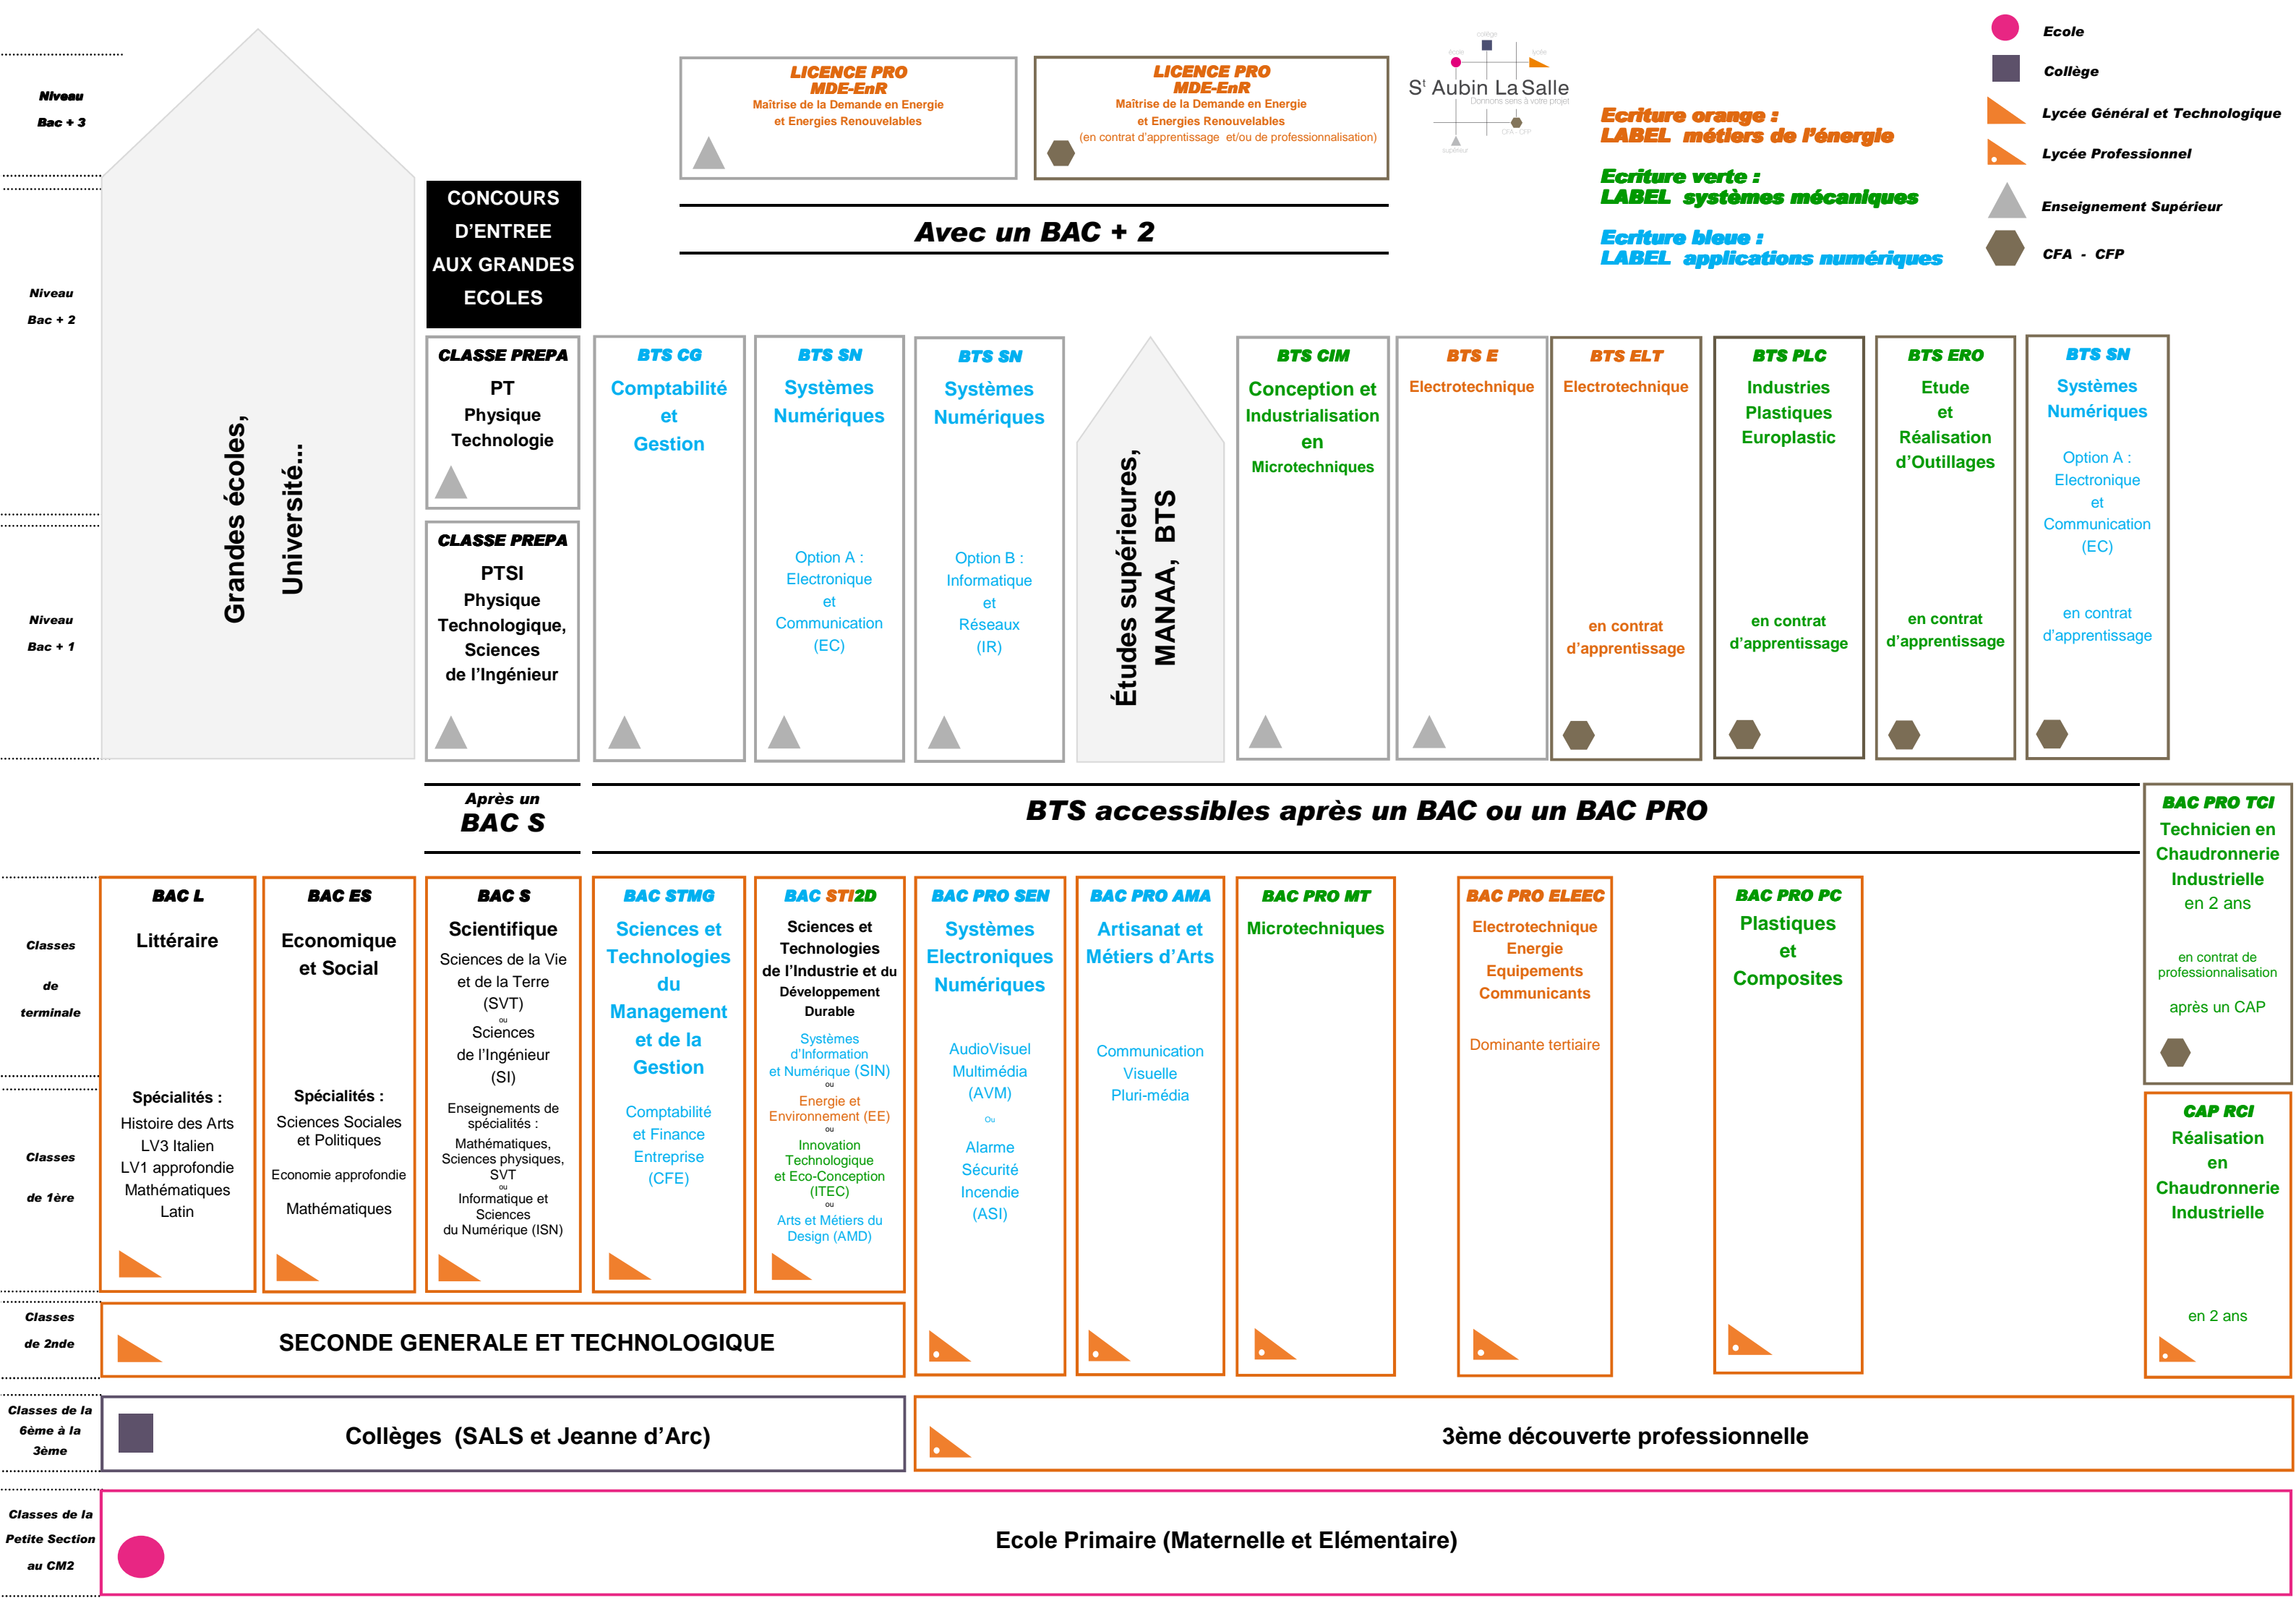 Niveau
Bac + 3
LICENCE PRO
MDE-EnR
Maîtrise de la Demande en Energie
et Energies Renouvelables
LICENCE PRO
MDE-EnR
Maîtrise de la Demande en Energie
et Energies Renouvelables
(en contrat d’apprentissage et/ou de professionnalisation)
collège
école
lycée
St Aubin La Salle
Donnons sens à votre projet
CFA - CFP
supérieur
Ecriture orange :
LABEL métiers de l’énergie
Ecriture verte :
LABEL systèmes mécaniques
Ecriture bleue :
LABEL applications numériques
Ecole
Collège
Lycée Général et Technologique
Lycée Professionnel
Enseignement Supérieur
CFA - CFP
Avec un BAC + 2
Niveau
Bac + 2
Grandes écoles,
Université...
CONCOURS
D’ENTREE
AUX GRANDES
ECOLES
CLASSE PREPA
PT
Physique
Technologie
Niveau
Bac + 1
CLASSE PREPA
PTSI
Physique
Technologique,
Sciences
de l’Ingénieur
BTS CG
Comptabilité
et
Gestion
BTS SN
Systèmes
Numériques
Option A :
Electronique
et
Communication
(EC)
BTS SN
Systèmes
Numériques
Option B :
Informatique
et
Réseaux
(IR)
Études supérieures,
MANAA, BTS
BTS CIM
Conception et
Industrialisation
en
Microtechniques
BTS E
Electrotechnique
BTS ELT
Electrotechnique
en contrat
d’apprentissage
BTS PLC
Industries
Plastiques
Europlastic
en contrat
d’apprentissage
BTS ERO
Etude
et
Réalisation
d’Outillages
en contrat
d’apprentissage
BTS SN
Systèmes
Numériques
Option A :
Electronique
et
Communication
(EC)
en contrat
d’apprentissage
Après un
BAC S
BTS accessibles après un BAC ou un BAC PRO
Classes
de
terminale
Classes
de 1ère
BAC L
Littéraire
Spécialités :
Histoire des Arts
LV3 Italien
LV1 approfondie
Mathématiques
Latin
BAC ES
Economique
et Social
Spécialités :
Sciences Sociales
et Politiques
Economie approfondie
Mathématiques
BAC S
Scientifique
Sciences de la Vie
et de la Terre
(SVT)
ou
Sciences
de l’Ingénieur
(SI)
Enseignements de
spécialités :
Mathématiques,
Sciences physiques,
SVT
ou
Informatique et
Sciences
du Numérique (ISN)
BAC STMG
Sciences et
Technologies
du
Management
et de la
Gestion
Comptabilité
et Finance
Entreprise
(CFE)
BAC STI2D
Sciences et
Technologies
de l’Industrie et du
Développement
Durable
Systèmes
d’Information
et Numérique (SIN)
ou
Energie et
Environnement (EE)
ou
Innovation
Technologique
et Eco-Conception
(ITEC)
ou
Arts et Métiers du
Design (AMD)
BAC PRO SEN
Systèmes
Electroniques
Numériques
AudioVisuel
Multimédia
(AVM)
Ou
Alarme
Sécurité
Incendie
(ASI)
BAC PRO AMA
Artisanat et
Métiers d’Arts
Communication
Visuelle
Pluri-média
BAC PRO MT
Microtechniques
BAC PRO ELEEC
Electrotechnique
Energie
Equipements
Communicants
Dominante tertiaire
BAC PRO PC
Plastiques
et
Composites
BAC PRO TCI
Technicien en
Chaudronnerie
Industrielle
en 2 ans
en contrat de
professionnalisation
après un CAP
CAP RCI
Réalisation
en
Chaudronnerie
Industrielle
en 2 ans
Classes
de 2nde
SECONDE GENERALE ET TECHNOLOGIQUE
Classes de la
6ème à la
3ème
Collèges (SALS et Jeanne d’Arc)
3ème découverte professionnelle
Classes de la
Petite Section
au CM2
Ecole Primaire (Maternelle et Elémentaire)